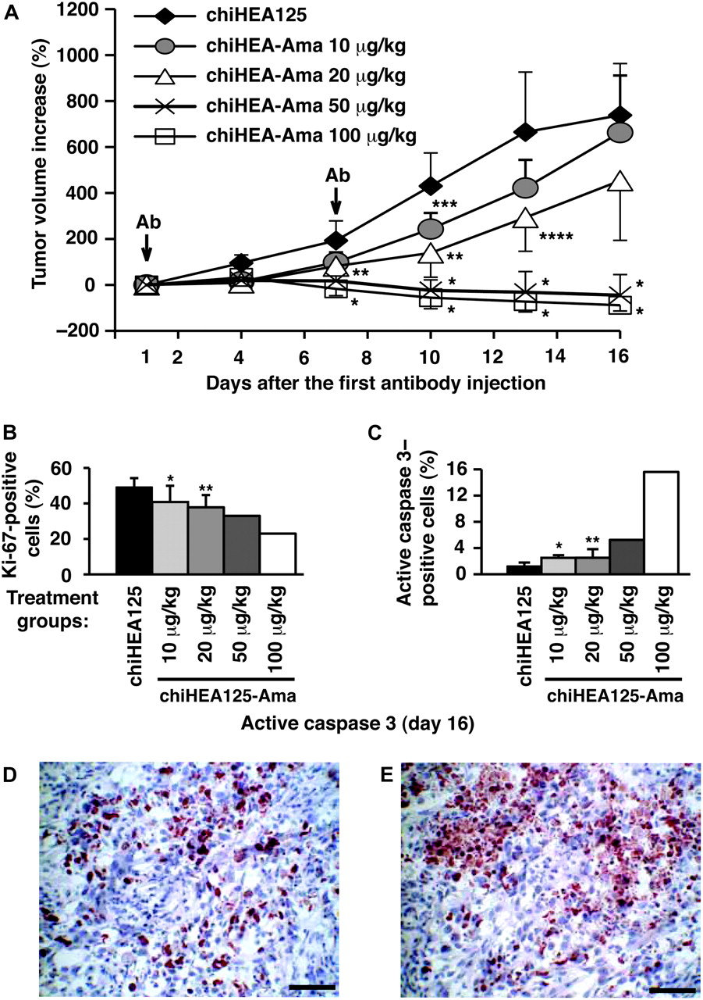 A
1200
1000
800
600
400
200
0
–200
Tumor volume increase (%)
chiHEA125
chiHEA-Ama 10 µg/kg
chiHEA-Ama 20 µg/kg
chiHEA-Ama 50 µg/kg
chiHEA-Ama 100 µg/kg
Ab
Ab
***
****
**
**
*
*
*
*
*
*
*
1 2 4 6 8 10 12 14 16
Days after the first antibody injection
B
Ki-67-positive
cells (%)
60
40
20
0
*
**
Treatment
groups:
chiHEA125
10 µg/kg
20 µg/kg
50 µg/kg
100 µg/kg
chiHEA125-Ama
C
Active caspase 3–
positive cells (%)
16
12
8
4
0
*
**
chiHEA125
10 µg/kg
20 µg/kg
50 µg/kg
100 µg/kg
chiHEA125-Ama
Active caspase 3 (day 16)
D
E